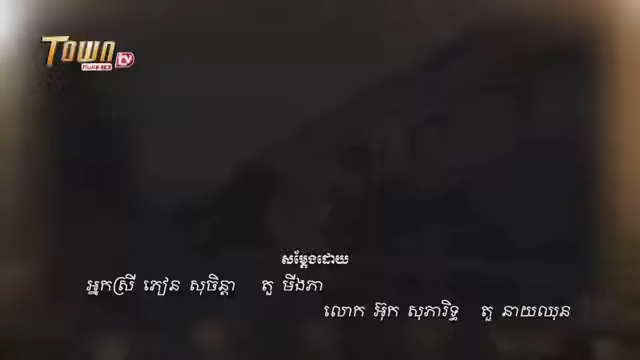 Town
FullHD tv
សម្ដែងដោយ
អ្នកស្រី ភឿន សុចិន្តា តួ មីងភា
លោក អ៊ុក សុភារិទ្ធ តួ នាយឈុន